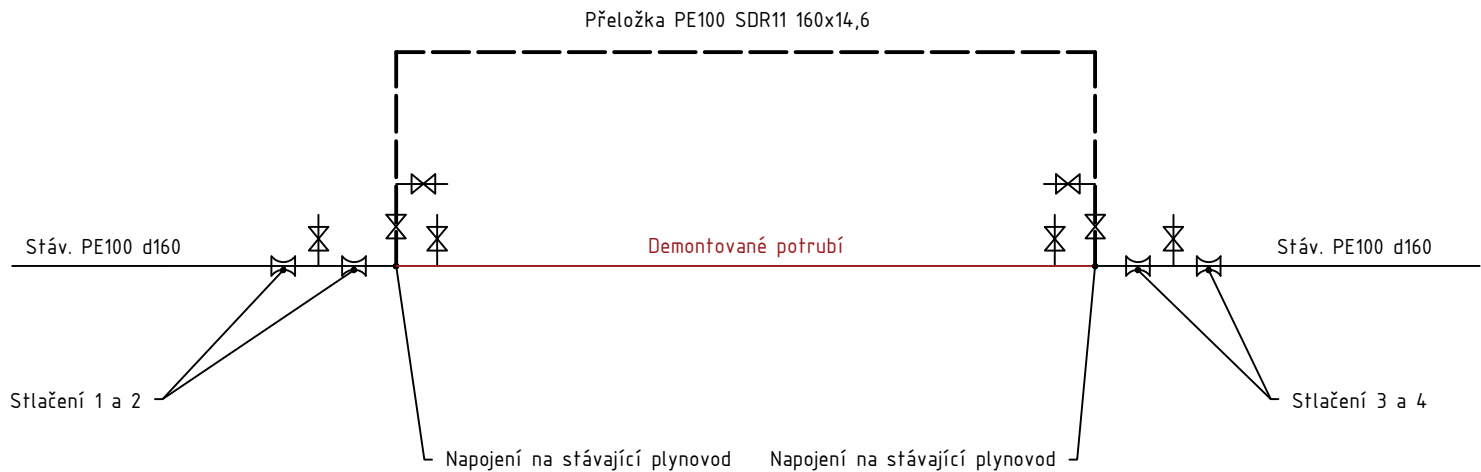 Přeložka PE100 SDR11 160x14,6
Stáv. PE100 d160
Demontované potrubí
Stáv. PE100 d160
Stlačení 1 a 2
Stlačení 3 a 4
Napojení na stávající plynovod
Napojení na stávající plynovod